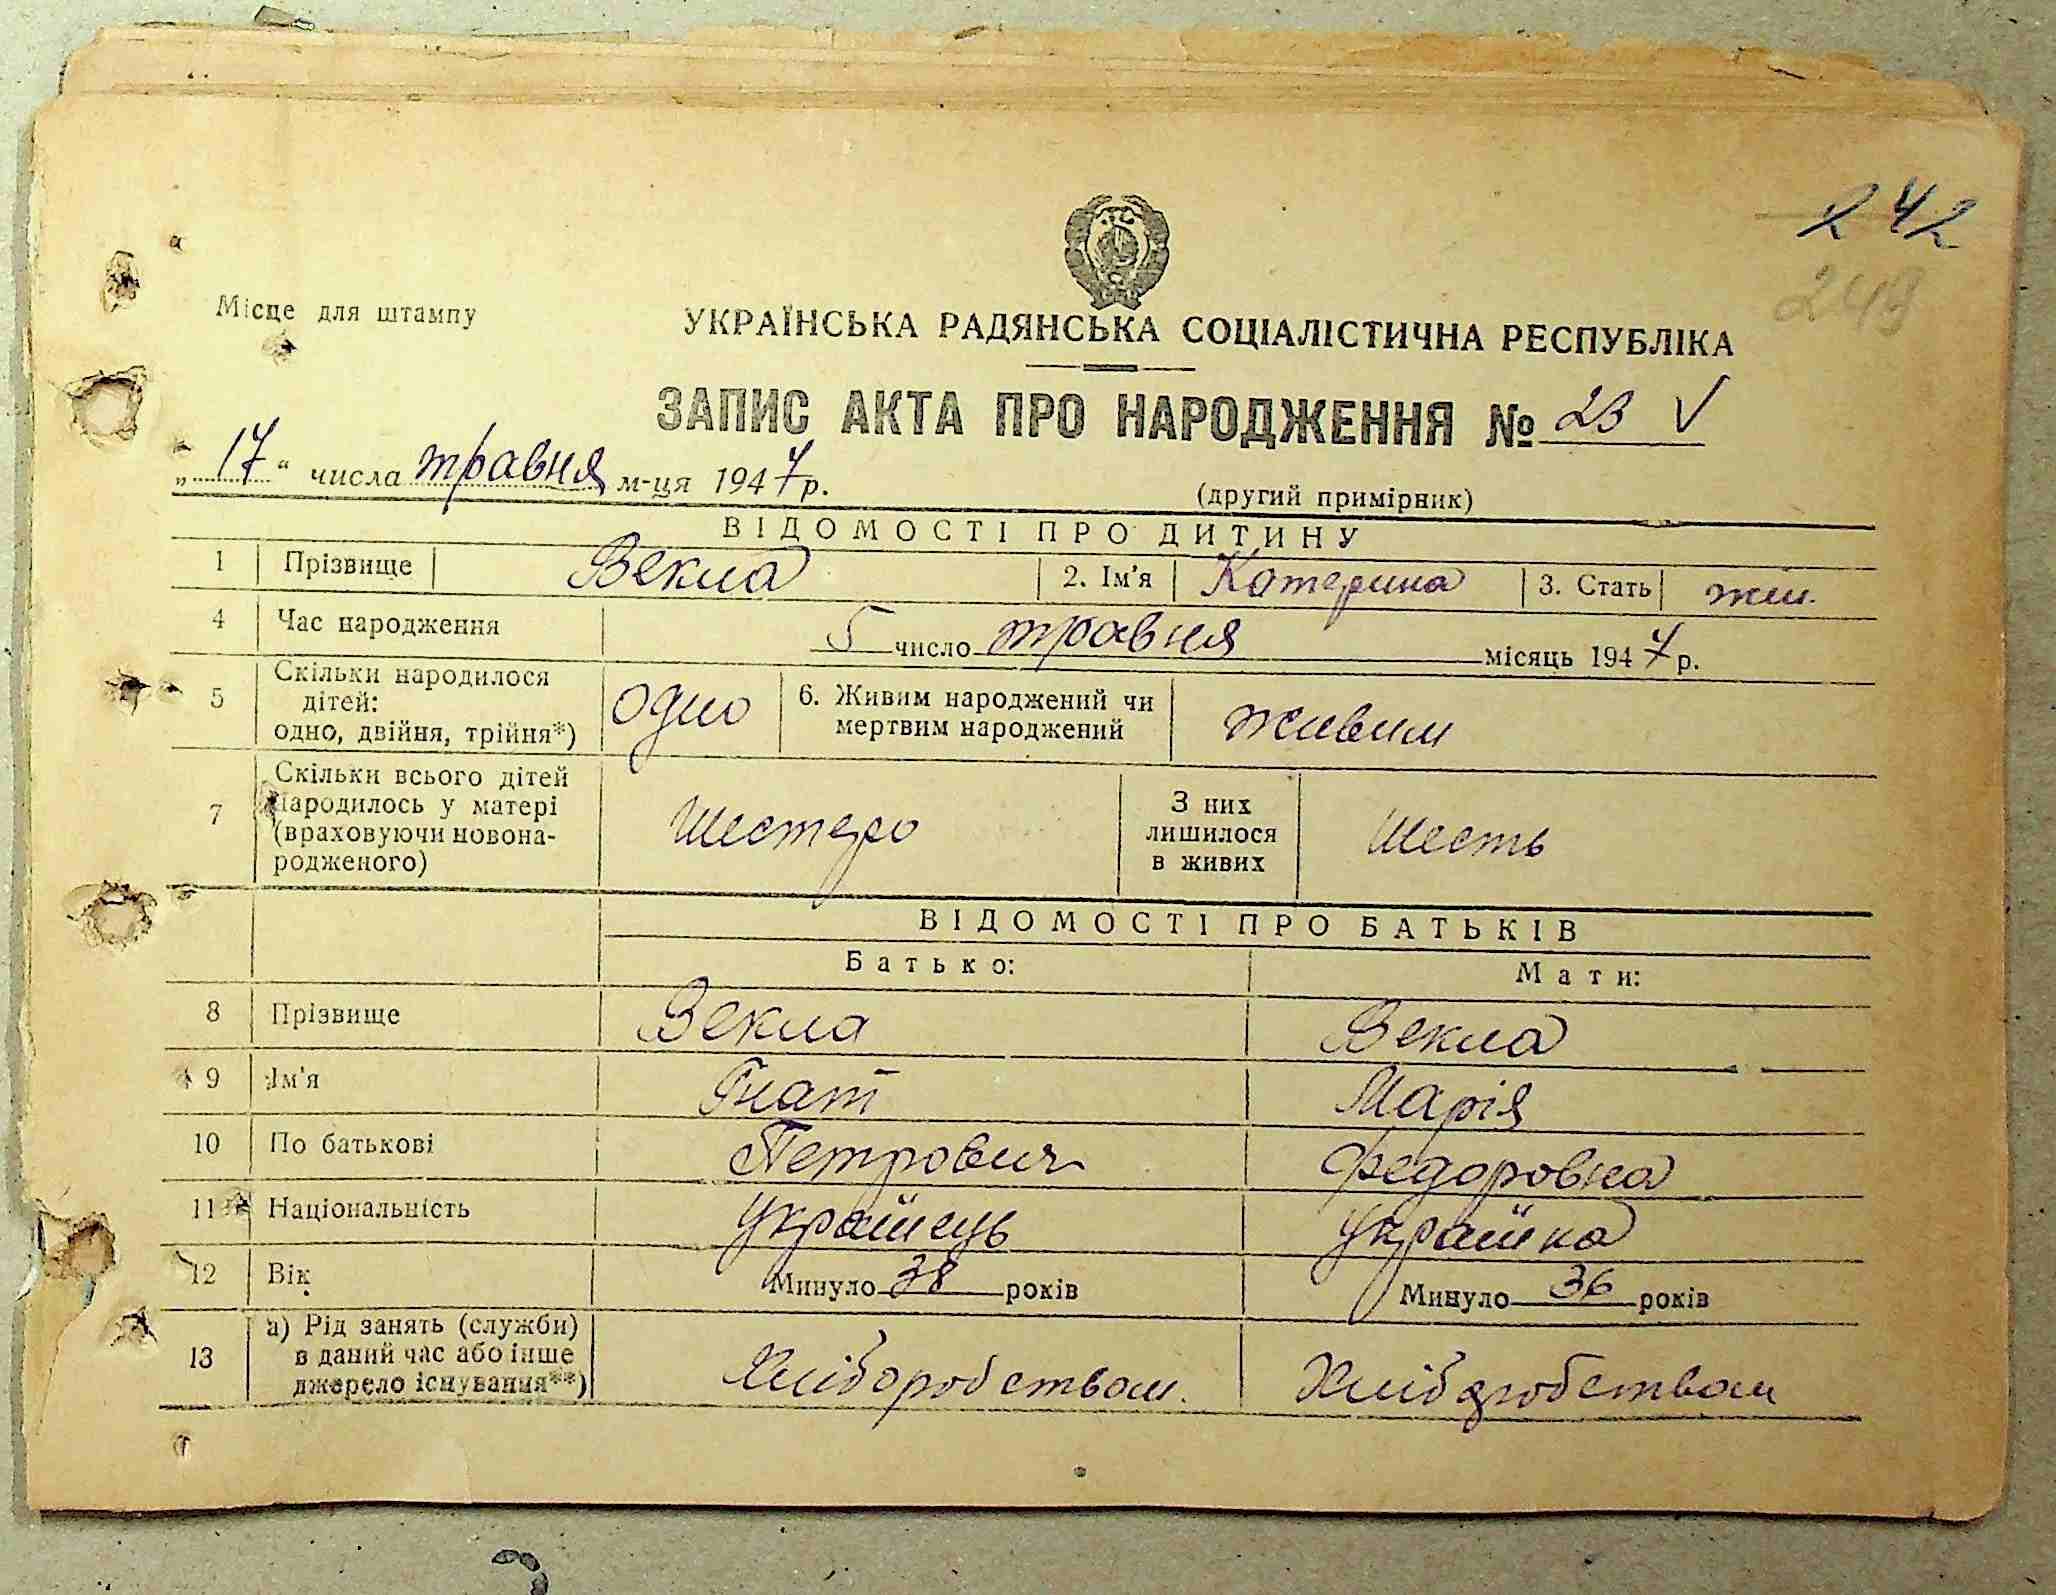 242
243
Місце для штампу
УКРАЇНСЬКА РАДЯНСЬКА СОЦІАЛІСТИЧНА РЕСПУБЛІКА
ЗАПИС АКТА ПРО НАРОДЖЕННЯ № 23 V
„17“ числа травня м-ця 1947 р.
(другий примірник)
ВІДОМОСТІ ПРО ДИТИНУ
1 Прізвище Векла 2. Ім'я Катерина 3. Стать жін.
4 Час народження 5 число травня місяць 1947 р.
5 Скільки народилося дітей: одно, двійня, трійня*) одно 6. Живим народжений чи мертвим народжений живим
7 Скільки всього дітей народилось у матері (враховуючи новонародженого) Шестеро З них лишилося в живих Шесть
ВІДОМОСТІ ПРО БАТЬКІВ
Батько: Мати:
8 Прізвище Векла Векла
9 Ім'я Гнат Марія
10 По батькові Петрович Федоровна
11 Національність Українець Українка
12 Вік Минуло 38 років Минуло 36 років
13 а) Рід занять (служби) в даний час або інше джерело існування**) Хліборобством. Хліборобством